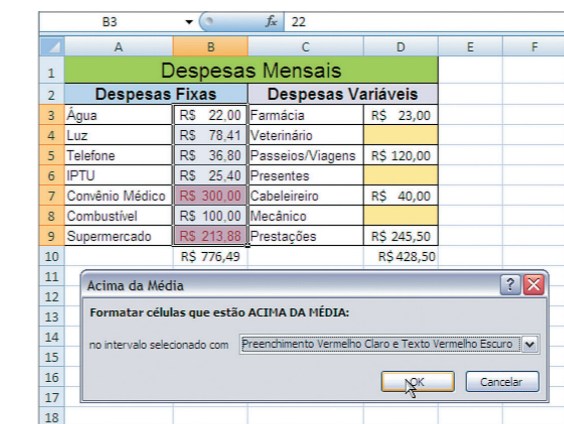 B3 fx 22
A B C D E F
1 Despesas Mensais
2 Despesas Fixas Despesas Variáveis
3 Água R$ 22,00 Farmácia R$ 23,00
4 Luz R$ 78,41 Veterinário
5 Telefone R$ 36,80 Passeios/Viagens R$ 120,00
6 IPTU R$ 25,40 Presentes
7 Convênio Médico R$ 300,00 Cabeleireiro R$ 40,00
8 Combustível R$ 100,00 Mecânico
9 Supermercado R$ 213,88 Prestações R$ 245,50
10 R$ 776,49 R$ 428,50
11
12 Acima da Média ?
13 Formatar células que estão ACIMA DA MÉDIA:
14
15 no intervalo selecionado com Preenchimento Vermelho Claro e Texto Vermelho Escuro
16
17 OK Cancelar
18